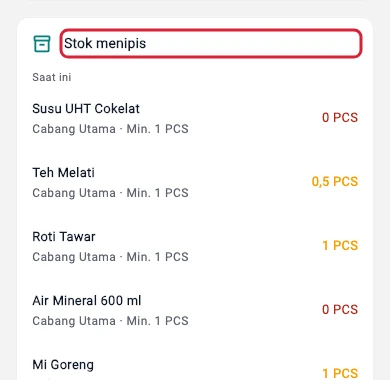 Stok menipis
Saat ini
Susu UHT Cokelat
Cabang Utama · Min. 1 PCS
0 PCS
Teh Melati
Cabang Utama · Min. 1 PCS
0,5 PCS
Roti Tawar
Cabang Utama · Min. 1 PCS
1 PCS
Air Mineral 600 ml
Cabang Utama · Min. 1 PCS
0 PCS
Mi Goreng
1 PCS